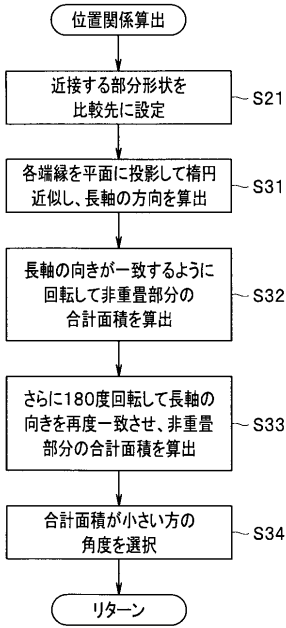 位置関係算出
近接する部分形状を
比較先に設定
S21
各端縁を平面に投影して楕円
近似し、長軸の方向を算出
S31
長軸の向きが一致するように
回転して非重畳部分の
合計面積を算出
S32
さらに180度回転して長軸の
向きを再度一致させ、非重畳
部分の合計面積を算出
S33
合計面積が小さい方の
角度を選択
S34
リターン